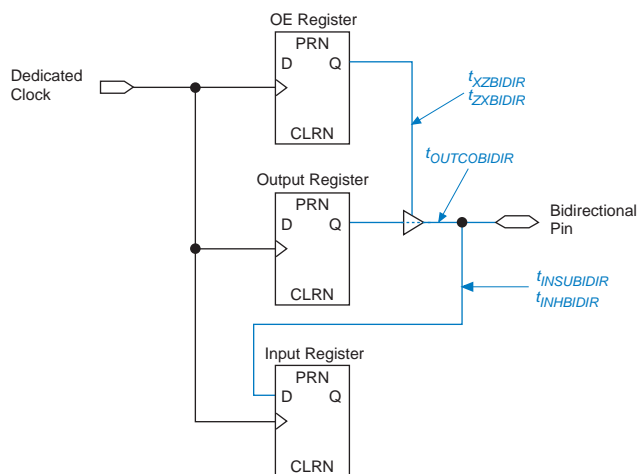 OE Register
PRN
D Q
CLRN
Dedicated
Clock
tXZBIDIR
tZXBIDIR
tOUTCOBIDIR
Output Register
PRN
D Q
CLRN
Bidirectional
Pin
tINSUBIDIR
tINHBIDIR
Input Register
PRN
D Q
CLRN